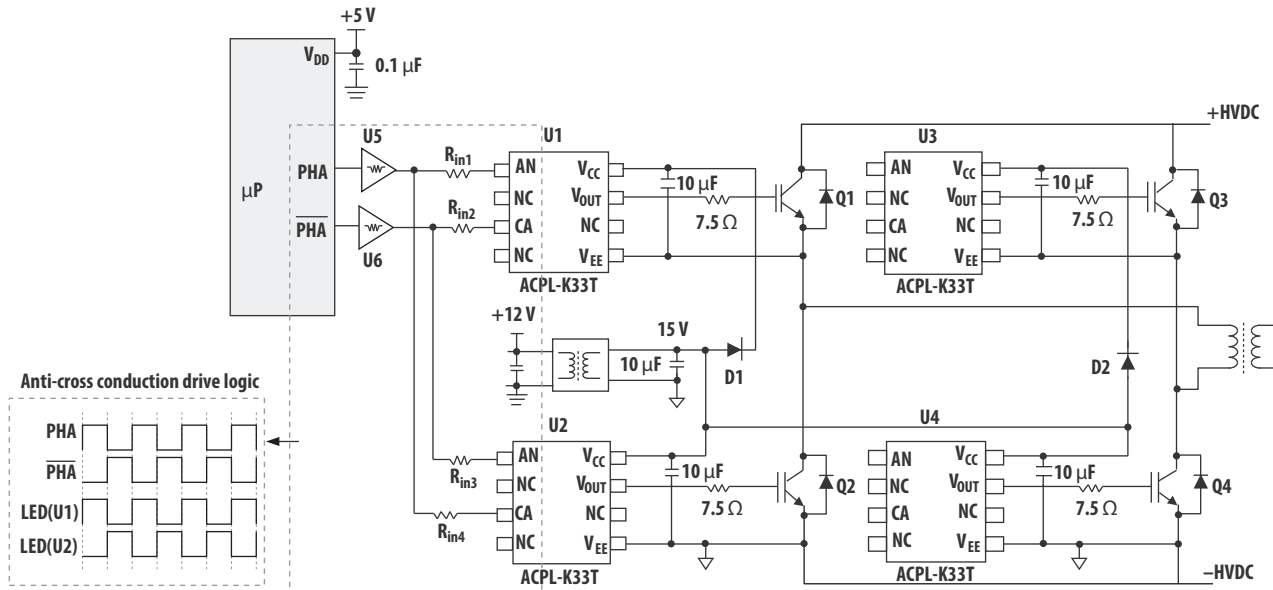 +5 V
V_DD
0.1 µF
µP
PHA
U5
P̅H̅A̅
U6
R_in1
R_in2
U1
AN
NC
CA
NC
V_CC
V_OUT
NC
V_EE
ACPL-K33T
10 µF
7.5 Ω
Q1
+HVDC
U3
AN
NC
CA
NC
V_CC
V_OUT
NC
V_EE
ACPL-K33T
10 µF
7.5 Ω
Q3
+12 V
15 V
10 µF
D1
D2
R_in3
R_in4
U2
AN
NC
CA
NC
V_CC
V_OUT
NC
V_EE
ACPL-K33T
10 µF
7.5 Ω
Q2
U4
AN
NC
CA
NC
V_CC
V_OUT
NC
V_EE
ACPL-K33T
10 µF
7.5 Ω
Q4
–HVDC
Anti-cross conduction drive logic
PHA
P̅H̅A̅
LED(U1)
LED(U2)